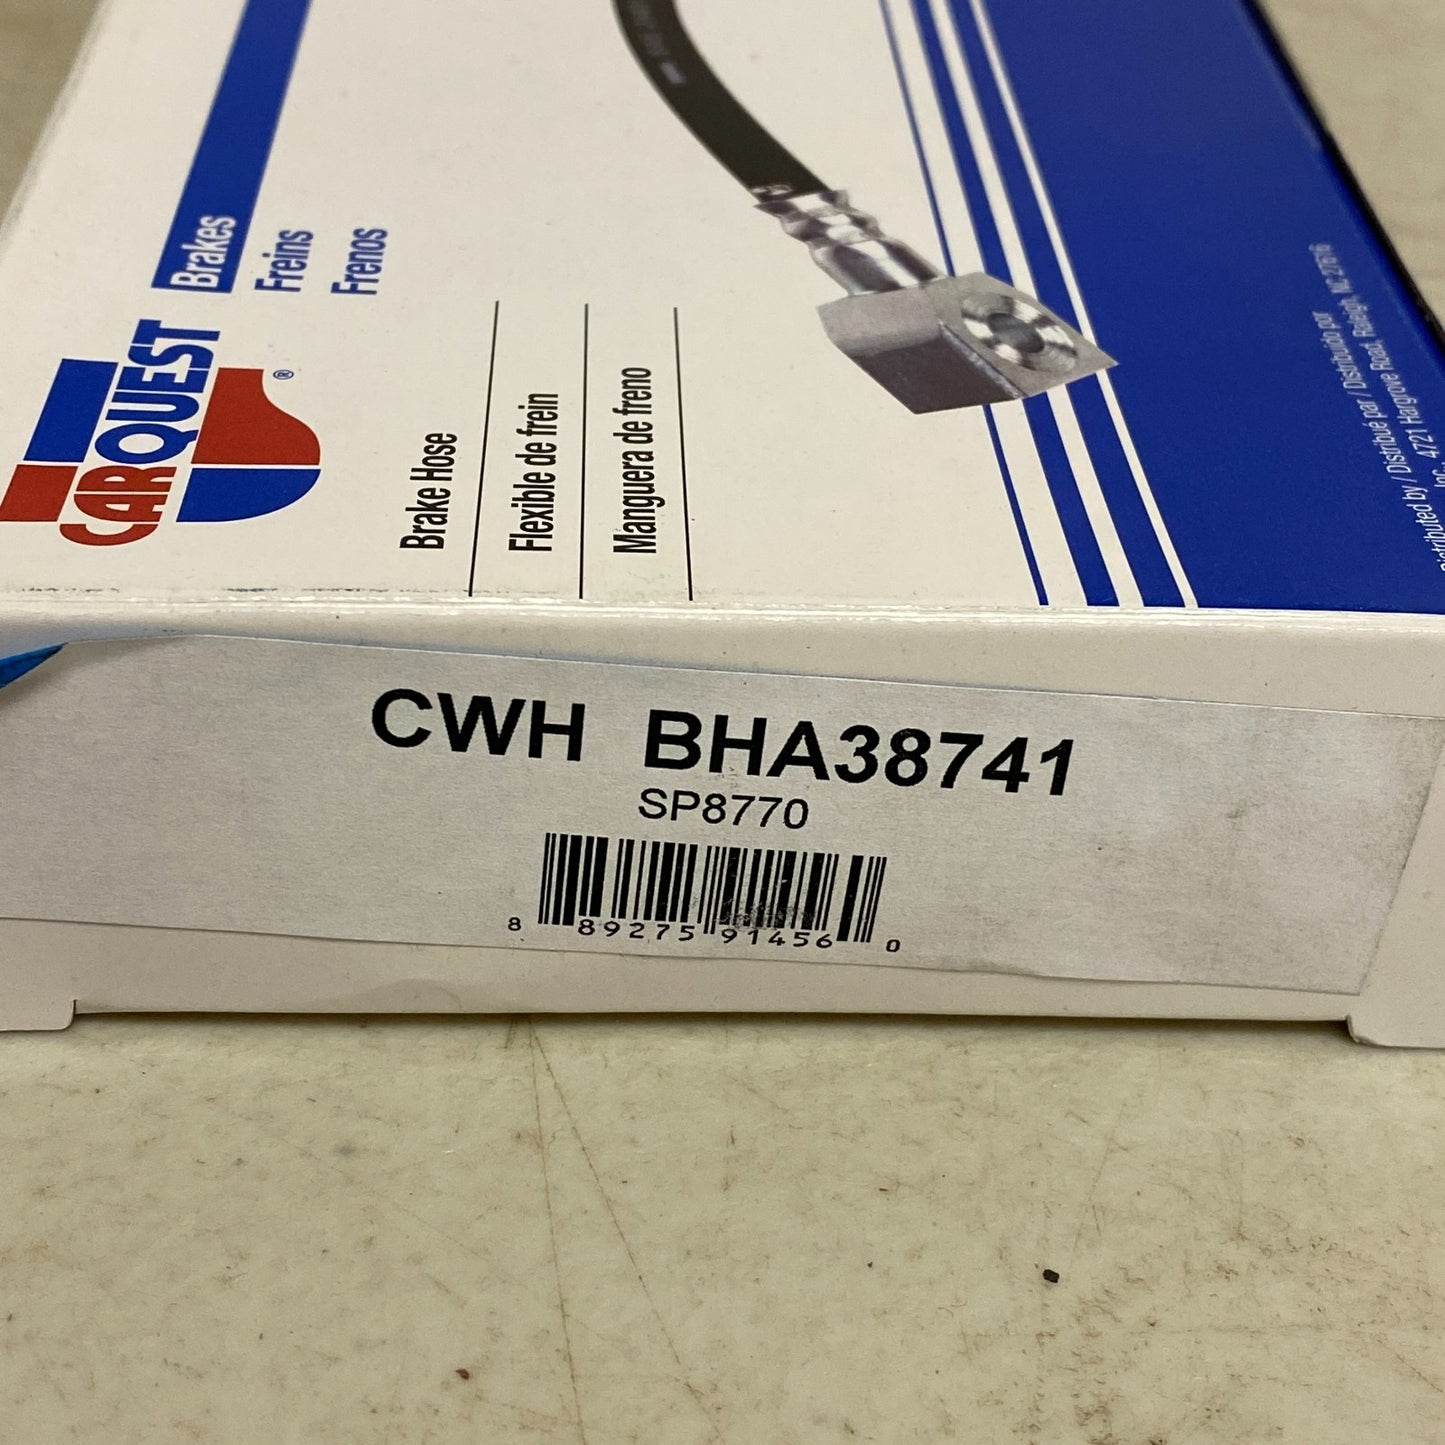 CARQUEST®
Brakes
Freins
Frenos
Brake Hose
Flexible de frein
Manguera de freno
Distributed by / Distribué par / Distribuido por
Inc., 4721 Hargrove Road, Raleigh, NC 27616
CWH BHA38741
SP8770
8 89275 91456 0